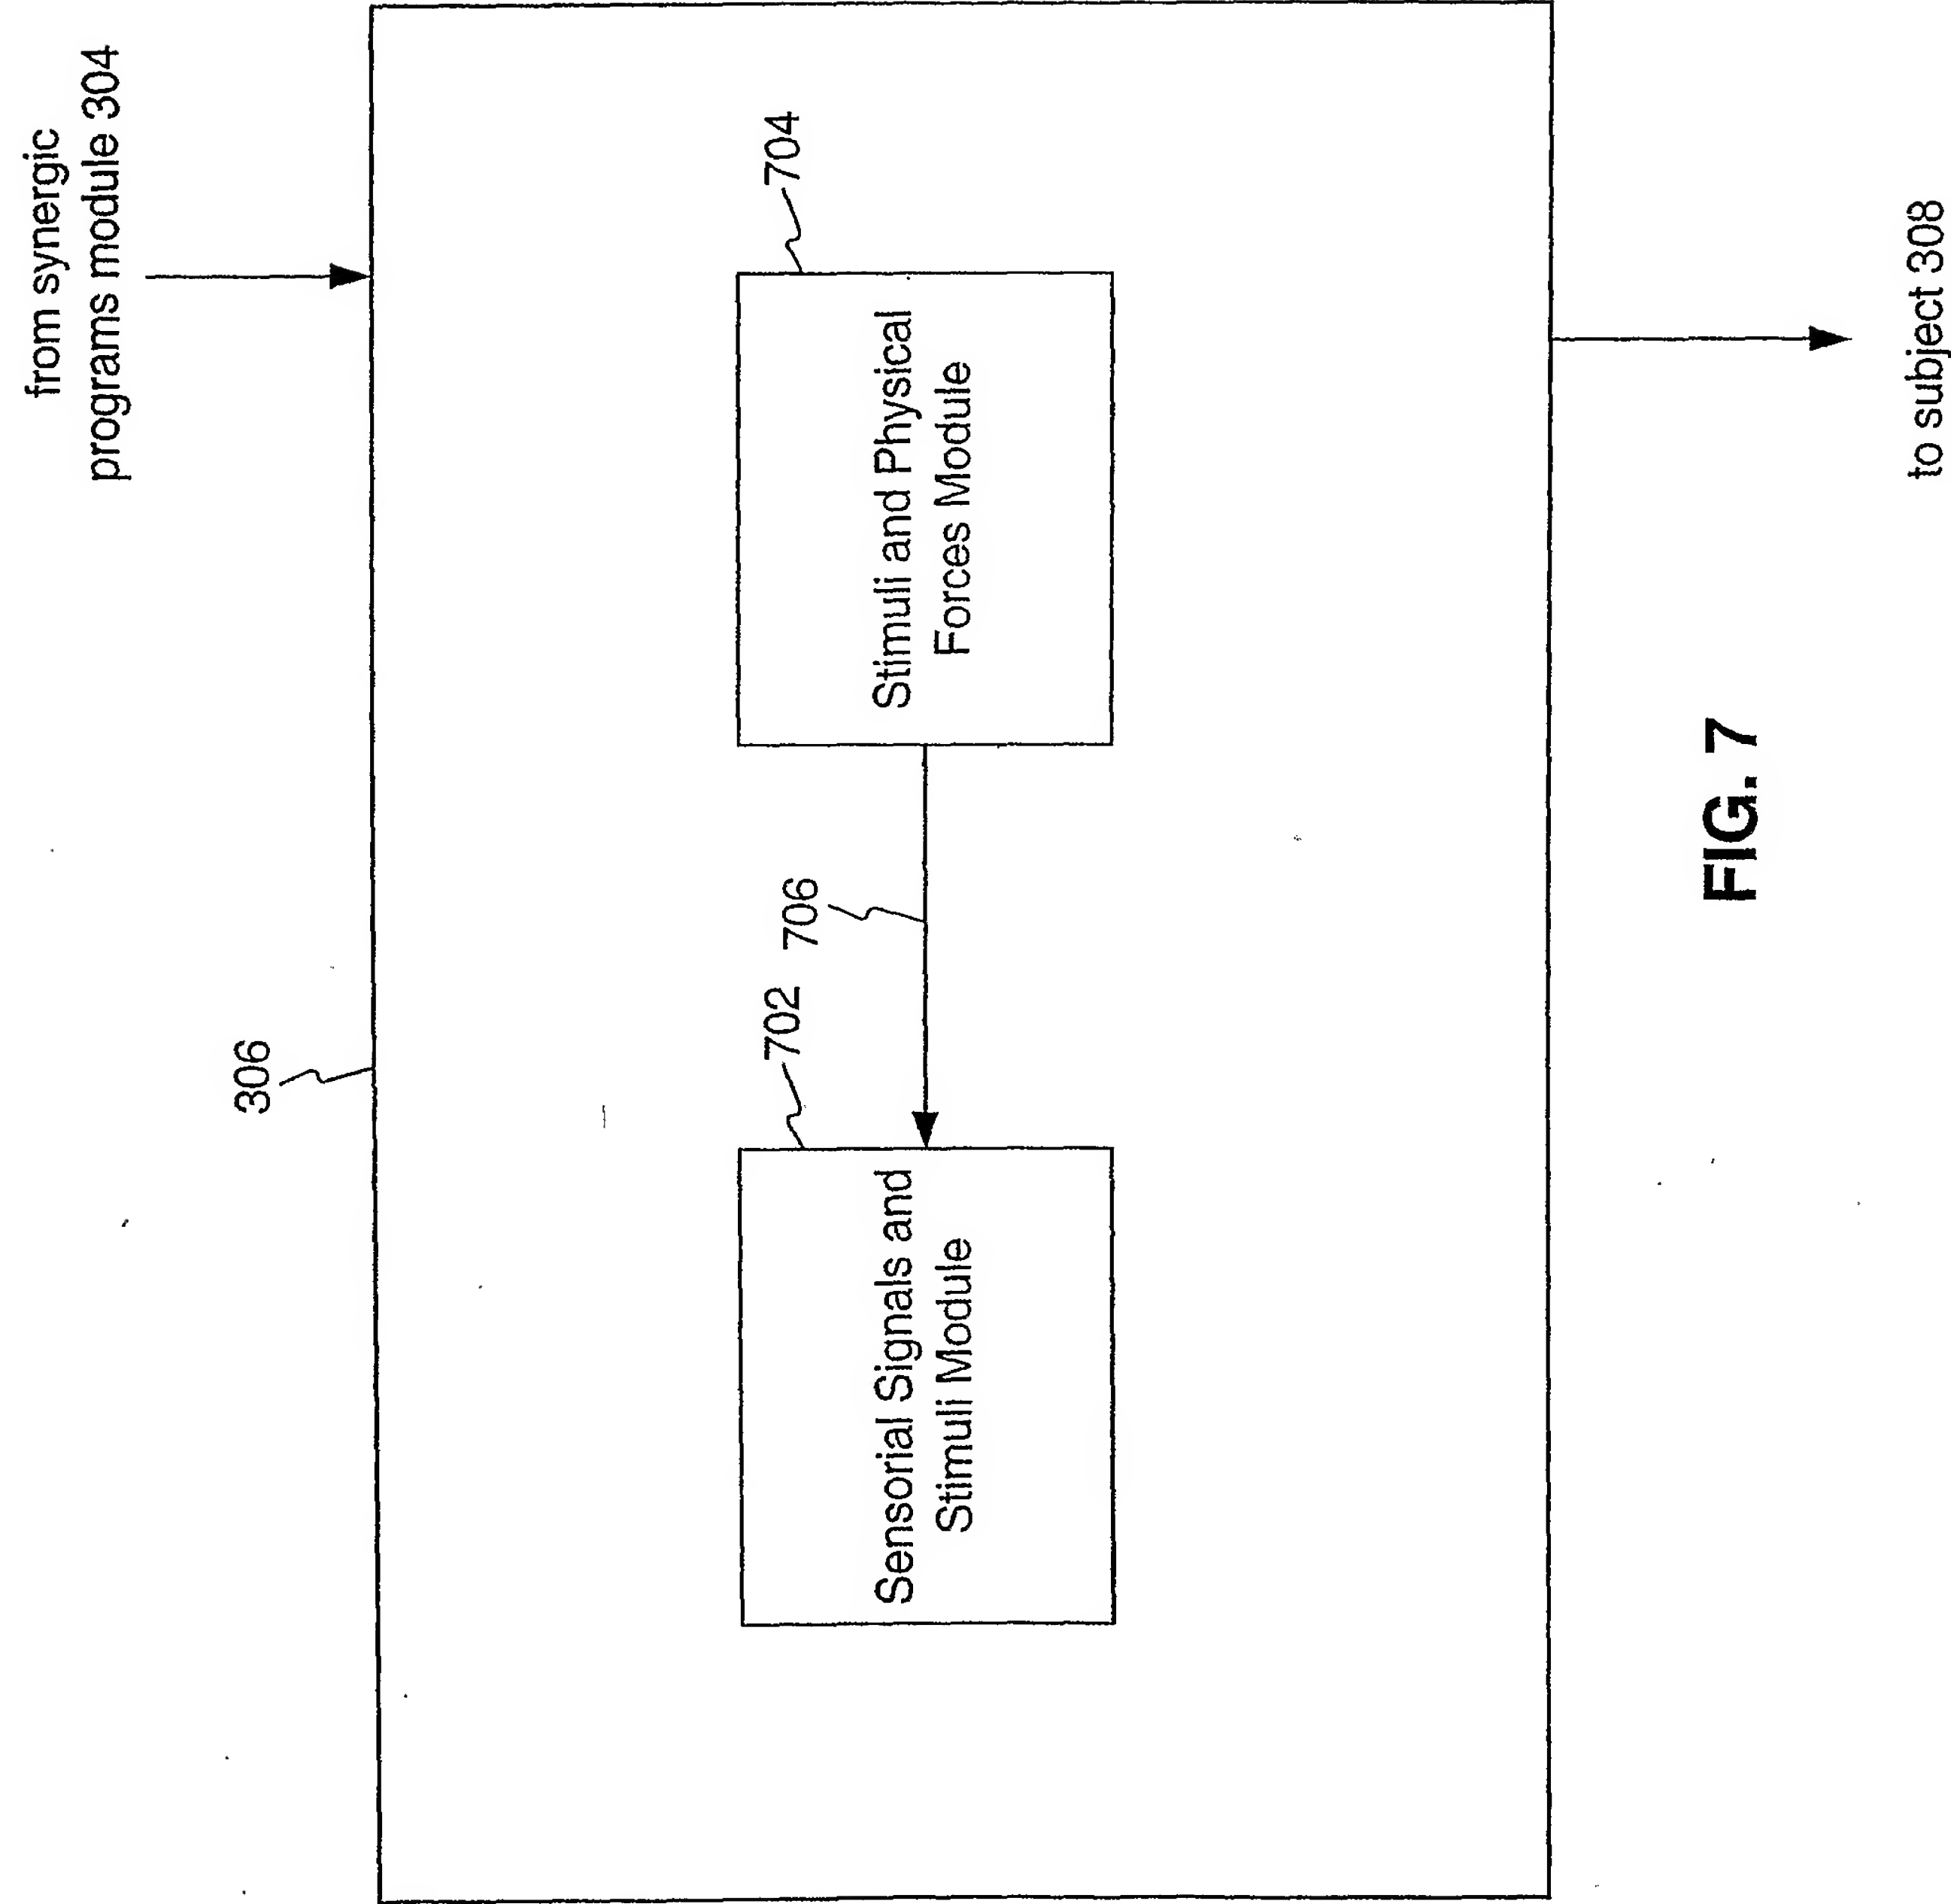 from synergic
programs module 304
306
702
706
704
Sensorial Signals and
Stimuli Module
Stimuli and Physical
Forces Module
to subject 308
FIG. 7